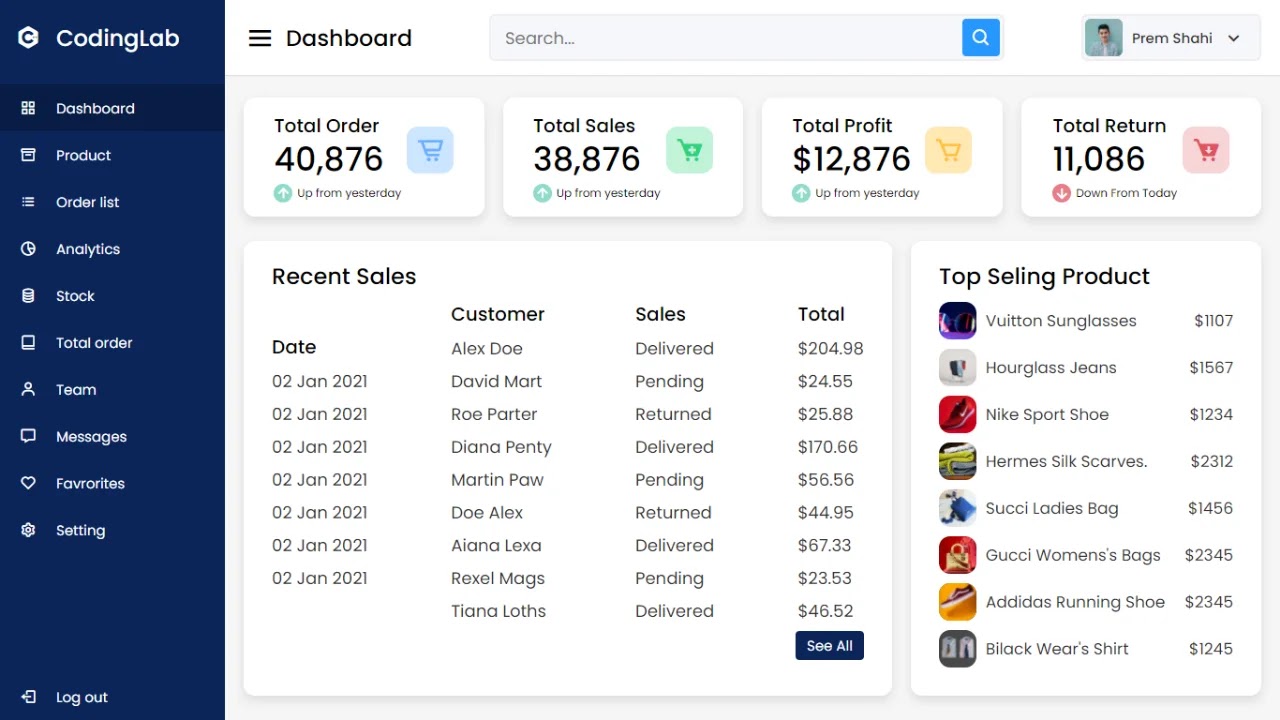 CodingLab
Dashboard
Product
Order list
Analytics
Stock
Total order
Team
Messages
Favrorites
Setting
Log out
Dashboard
Search...
Prem Shahi
Total Order
40,876
Up from yesterday
Total Sales
38,876
Up from yesterday
Total Profit
$12,876
Up from yesterday
Total Return
11,086
Down From Today
Recent Sales
Customer Sales Total
Date Alex Doe Delivered $204.98
02 Jan 2021 David Mart Pending $24.55
02 Jan 2021 Roe Parter Returned $25.88
02 Jan 2021 Diana Penty Delivered $170.66
02 Jan 2021 Martin Paw Pending $56.56
02 Jan 2021 Doe Alex Returned $44.95
02 Jan 2021 Aiana Lexa Delivered $67.33
02 Jan 2021 Rexel Mags Pending $23.53
Tiana Loths Delivered $46.52
See All
Top Seling Product
Vuitton Sunglasses $1107
Hourglass Jeans $1567
Nike Sport Shoe $1234
Hermes Silk Scarves. $2312
Succi Ladies Bag $1456
Gucci Womens's Bags $2345
Addidas Running Shoe $2345
Bilack Wear's Shirt $1245